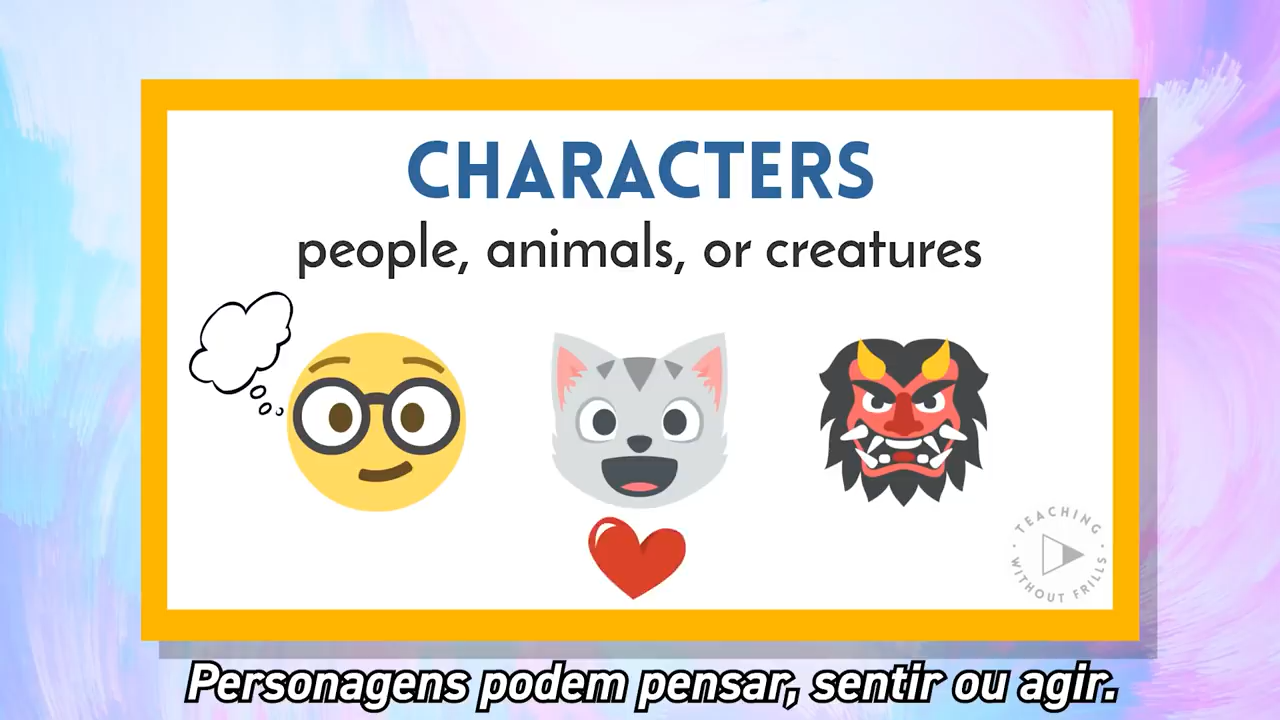 CHARACTERS
people, animals, or creatures
TEACHING
WITHOUT FRILLS
Personagens podem pensar, sentir ou agir.